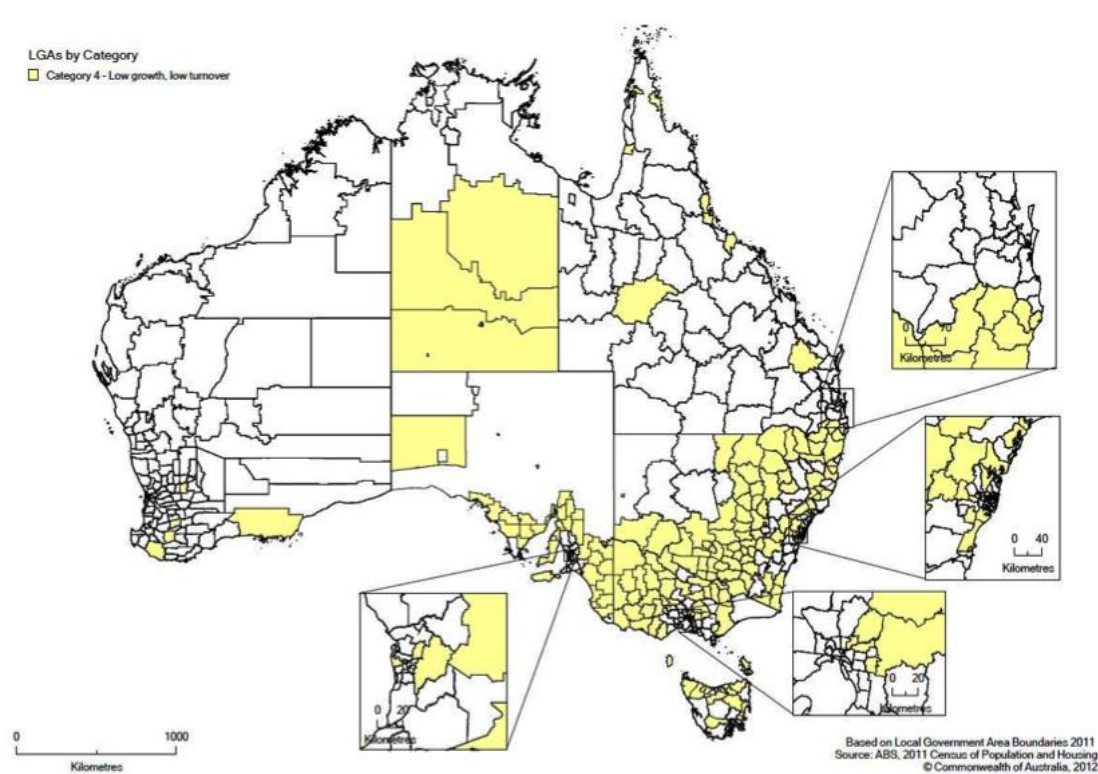 LGAs by Category
Category 4 - Low growth, low turnover
0 70
Kilometres
0 40
Kilometres
0 20
Kilometres
0 20
Kilometres
0 1000
Kilometres
Based on Local Government Area Boundaries 2011
Source: ABS, 2011 Census of Population and Housing
© Commonwealth of Australia, 2012